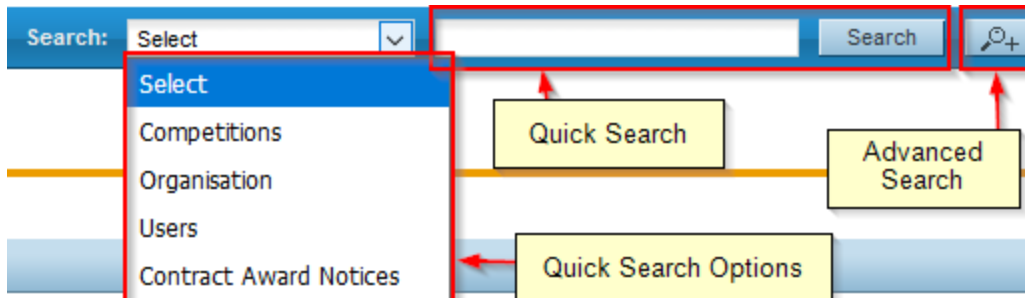 Search: Select Search
Select
Competitions
Quick Search
Organisation
Advanced
Search
Users
Contract Award Notices
Quick Search Options